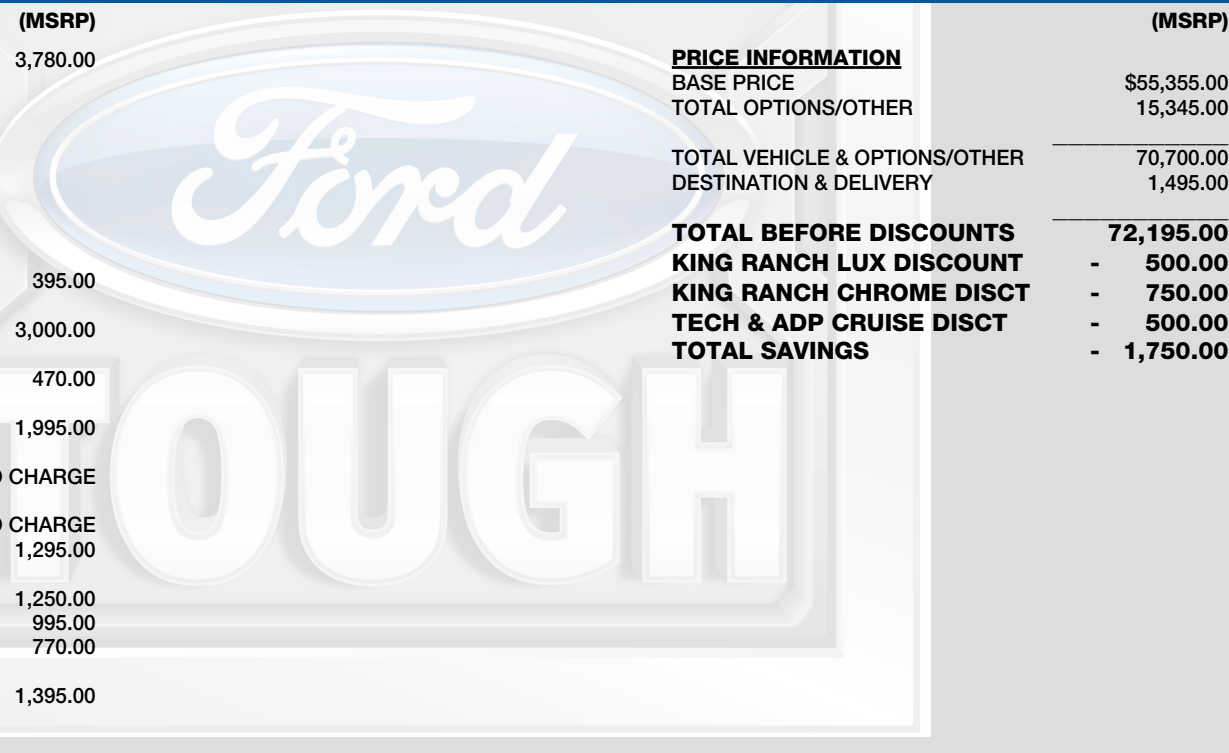 (MSRP)
3,780.00
395.00
3,000.00
470.00
1,995.00
CHARGE
CHARGE
1,295.00
1,250.00
995.00
770.00
1,395.00
Ford
TOUGH
(MSRP)
PRICE INFORMATION
BASE PRICE $55,355.00
TOTAL OPTIONS/OTHER 15,345.00
TOTAL VEHICLE & OPTIONS/OTHER 70,700.00
DESTINATION & DELIVERY 1,495.00
TOTAL BEFORE DISCOUNTS 72,195.00
KING RANCH LUX DISCOUNT - 500.00
KING RANCH CHROME DISCT - 750.00
TECH & ADP CRUISE DISCT - 500.00
TOTAL SAVINGS - 1,750.00